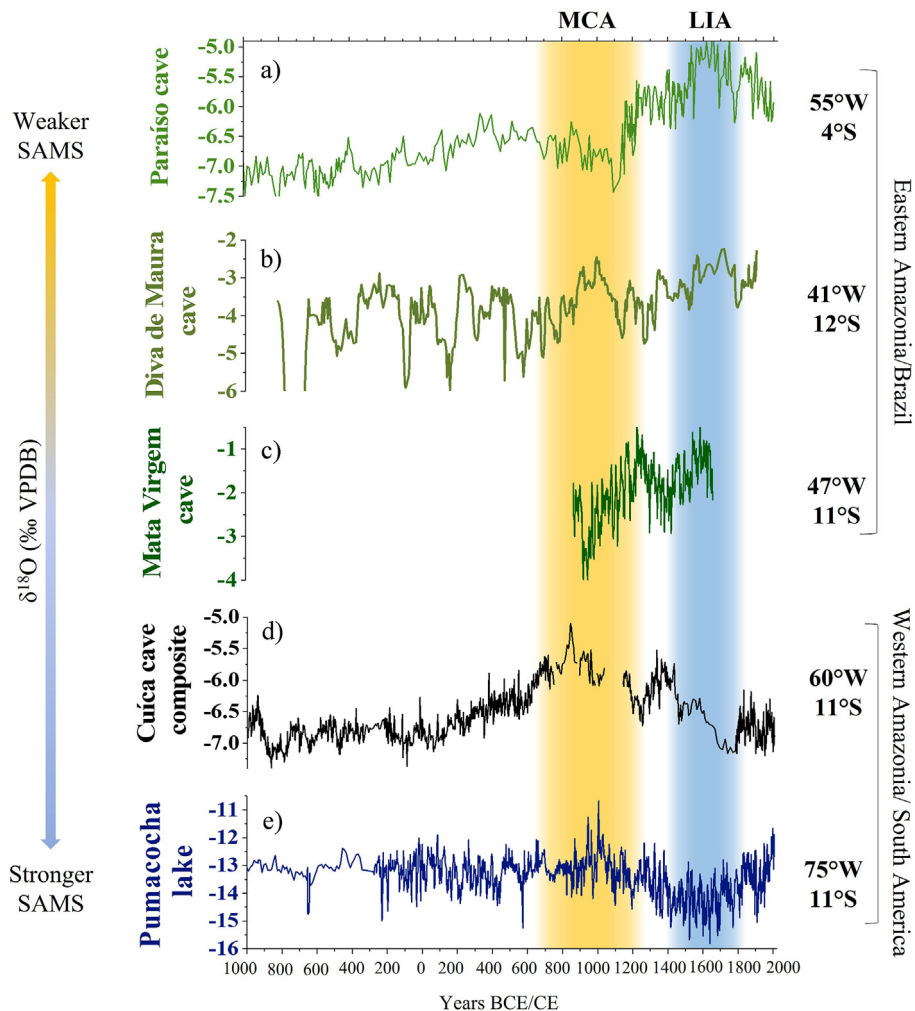 MCA LIA
a)
Paraíso cave
-5.0
-5.5
-6.0
-6.5
-7.0
-7.5
55°W
4°S
Weaker
SAMS
b)
Diva de Maura
cave
-2
-3
-4
-5
-6
41°W
12°S
Eastern Amazonia/Brazil
c)
Mata Virgem
cave
-1
-2
-3
-4
47°W
11°S
δ¹⁸O (‰ VPDB)
d)
Cuíca cave
composite
-5.0
-5.5
-6.0
-6.5
-7.0
60°W
11°S
Western Amazonia/ South America
e)
Pumacocha
lake
-11
-12
-13
-14
-15
-16
75°W
11°S
Stronger
SAMS
1000 800 600 400 200 0 200 400 600 800 1000 1200 1400 1600 1800 2000
Years BCE/CE